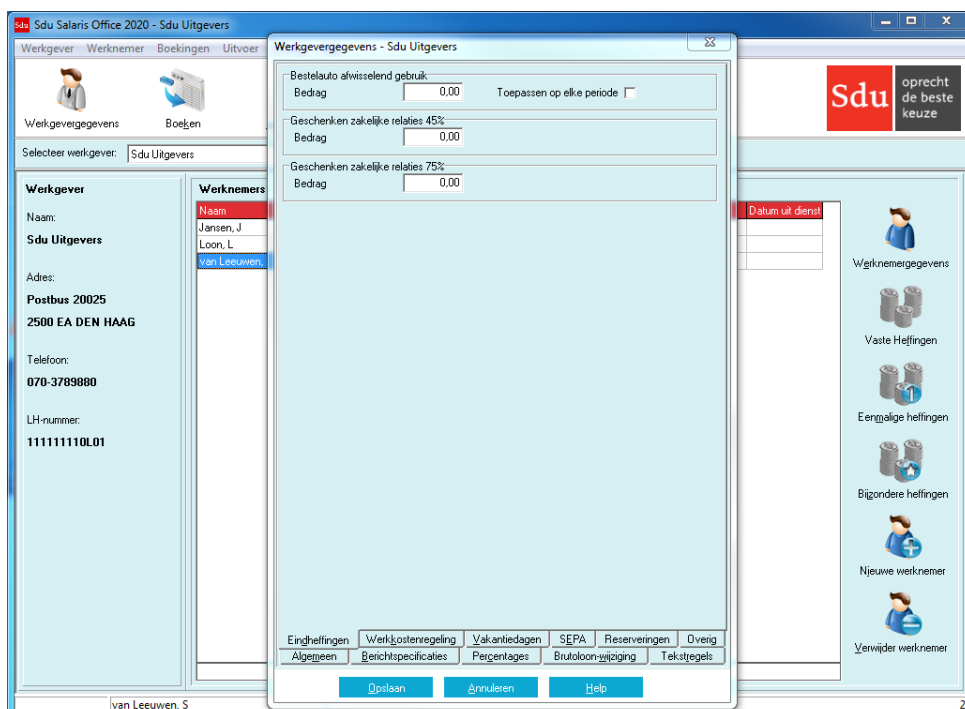 Sdu Sdu Salaris Office 2020 - Sdu Uitgevers
Werkgever Werknemer Boekingen Uitvoer
Werkgevergegevens
Boeken
Sdu
oprecht
de beste
keuze
Selecteer werkgever: Sdu Uitgevers
Werkgever
Naam:
Sdu Uitgevers
Adres:
Postbus 20025
2500 EA DEN HAAG
Telefoon:
070-3789880
LH-nummer:
111111110L01
Werknemers
Naam
Datum uit dienst
Jansen, J
Loon, L
van Leeuwen,
Werkgevergegevens - Sdu Uitgevers
Bestelauto afwisselend gebruik
Bedrag 0,00 Toepassen op elke periode
Geschenken zakelijke relaties 45%
Bedrag 0,00
Geschenken zakelijke relaties 75%
Bedrag 0,00
Eindheffingen Werkkostenregeling Vakantiedagen SEPA Reserveringen Overig
Algemeen Berichtspecificaties Percentages Brutoloon-wijziging Tekstregels
Opslaan Annuleren Help
Werknemergegevens
Vaste Heffingen
1
Eenmalige heffingen
Bijzondere heffingen
Nieuwe werknemer
Verwijder werknemer
van Leeuwen, S
2